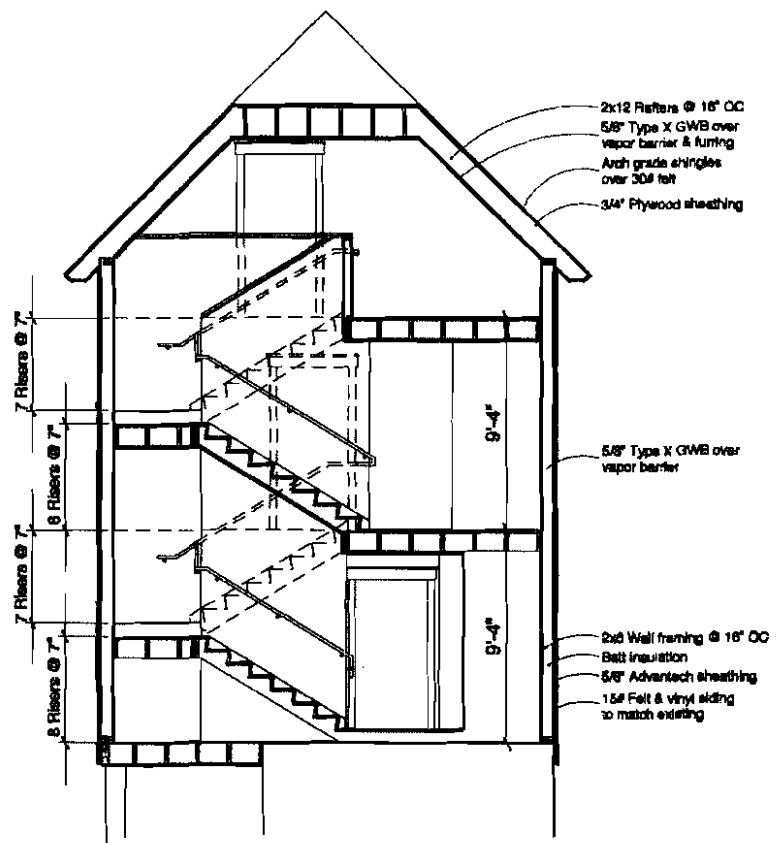 2x12 Rafters @ 16" OC
5/8" Type X GWB over
vapor barrier & furring
Arch grade shingles
over 30# felt
3/4" Plywood sheathing
7 Risers @ 7"
8 Risers @ 7"
7 Risers @ 7"
8 Risers @ 7"
9'-4"
9'-4"
5/8" Type X GWB over
vapor barrier
2x6 Wall framing @ 16" OC
Batt insulation
5/8" Advantech sheathing
15# Felt & vinyl siding
to match existing